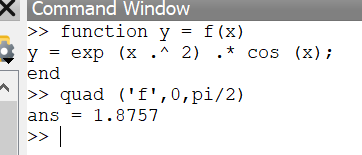 Command Window
>> function y = f(x)
y = exp (x .^ 2) .* cos (x);
end
>> quad ('f',0,pi/2)
ans = 1.8757
>>